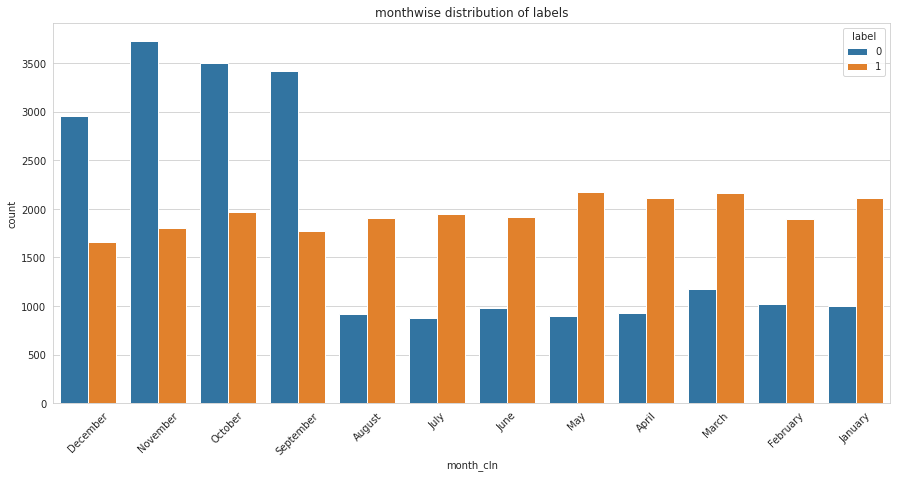 monthwise distribution of labels
label
0
1
3500
3000
2500
2000
1500
1000
500
0
count
December
November
October
September
August
July
June
May
April
March
February
January
month_cln